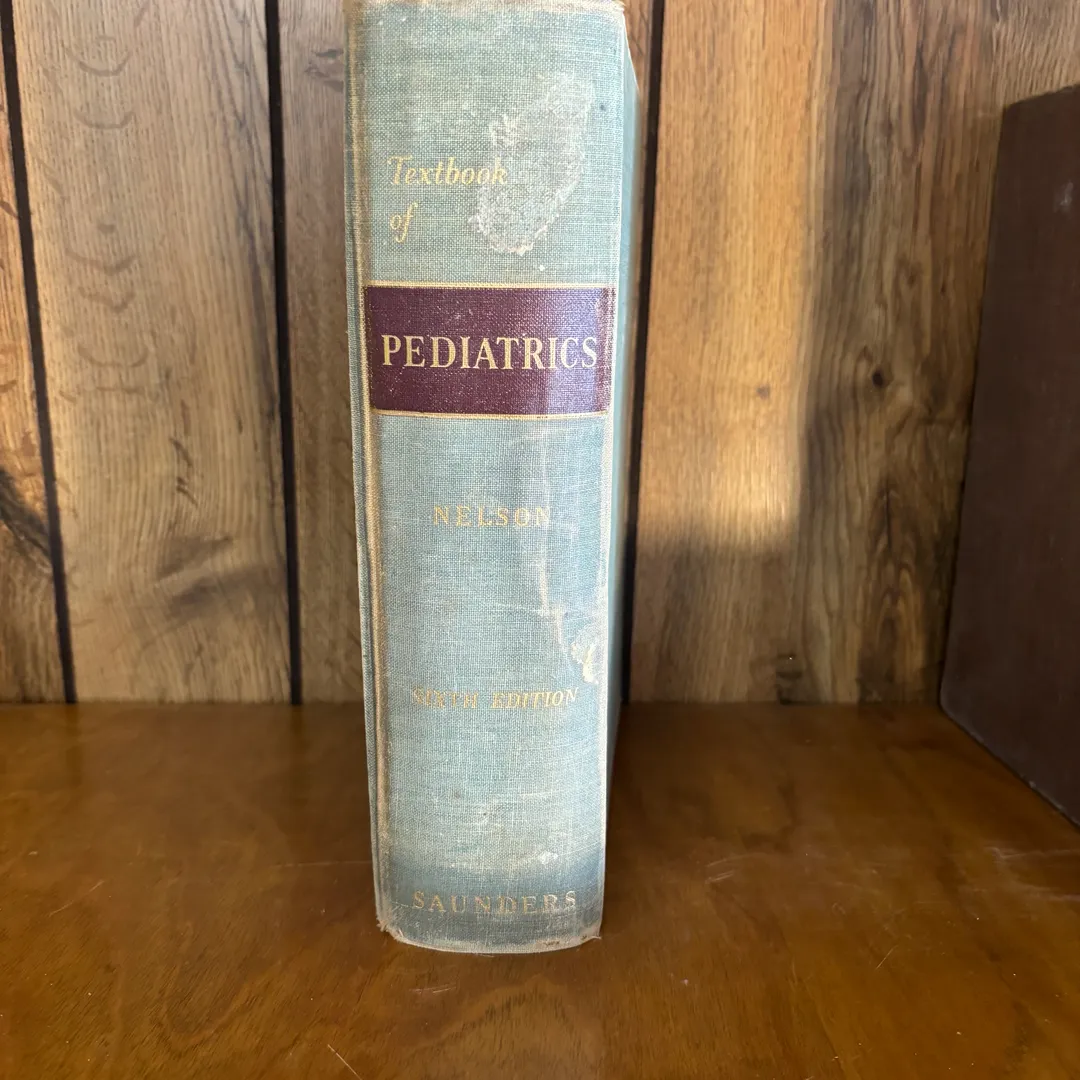 Textbook
of
PEDIATRICS
NELSON
SIXTH EDITION
SAUNDERS